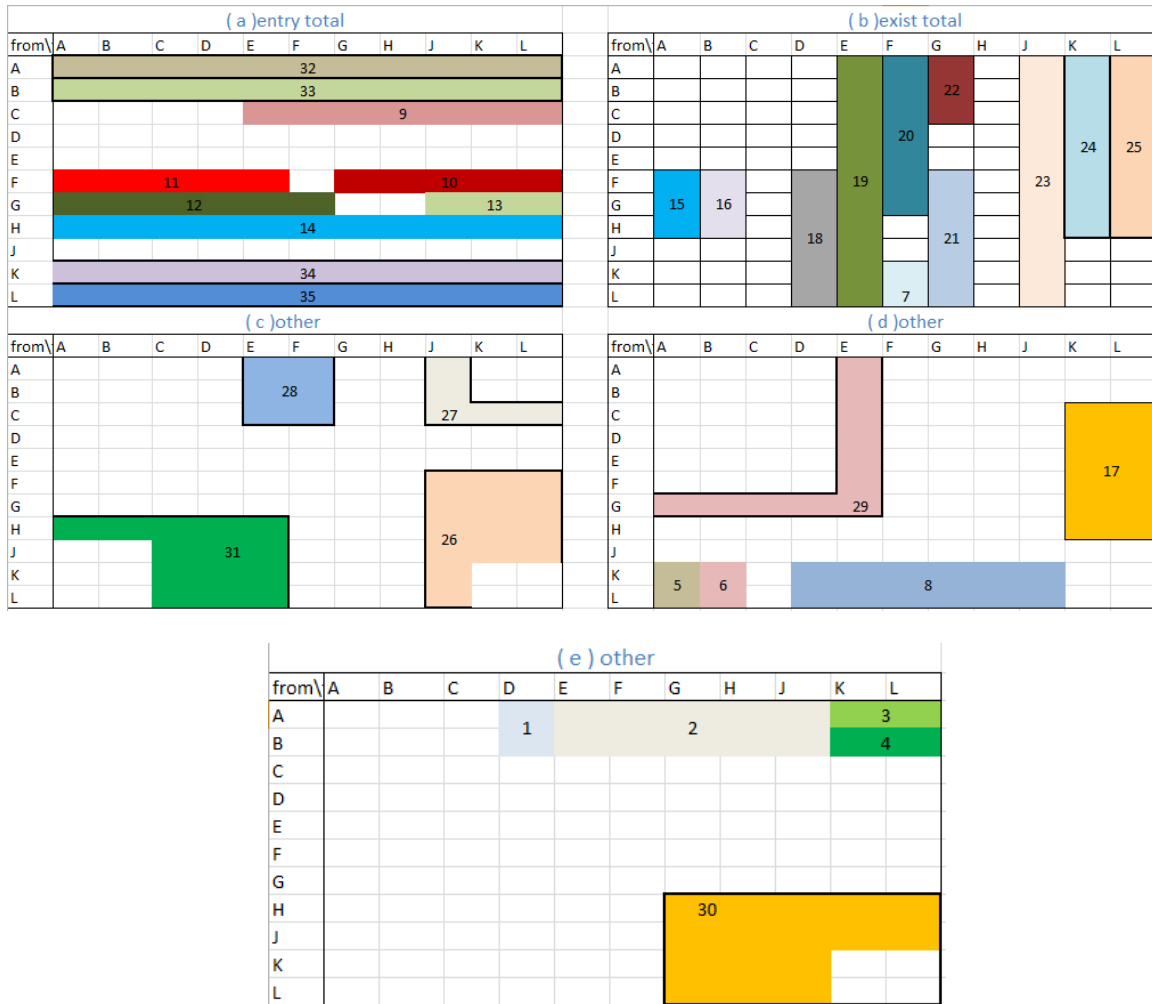 ( a )entry total
from\ A B C D E F G H J K L
A 32
B 33
C 9
D
E
F 11 10
G 12 13
H 14
J
K 34
L 35
( b )exist total
from\ A B C D E F G H J K L
A
B 22
C
D 20 24 25
E
F 19 23
G 15 16
H 18 21
J
K
L 7
( c )other
from\ A B C D E F G H J K L
A
B 28
C 27
D
E
F
G
H
J 31 26
K
L
( d )other
from\ A B C D E F G H J K L
A
B
C
D
E
F 17
G 29
H
J
K 5 6 8
L
( e ) other
from\ A B C D E F G H J K L
A 1 2 3
B 4
C
D
E
F
G
H 30
J
K
L